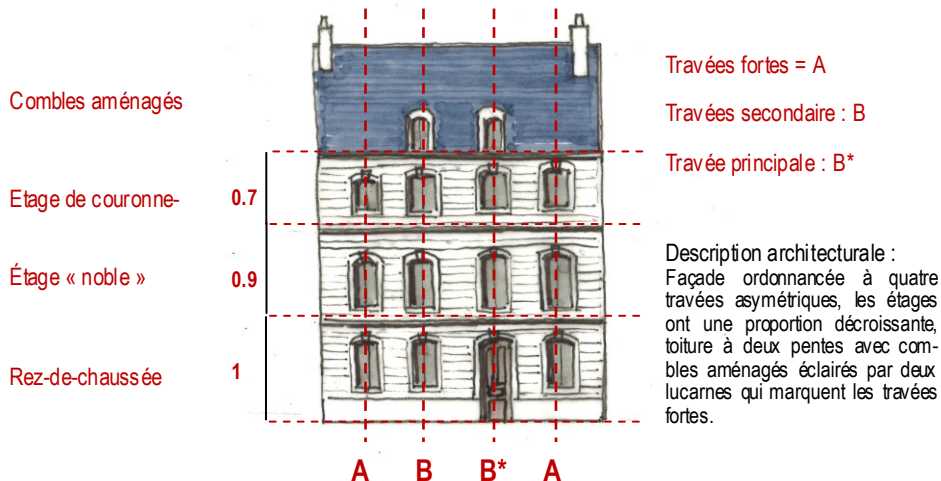 Combles aménagés
Etage de couronne-
0.7
Étage « noble »
0.9
Rez-de-chaussée
1
A B B* A
Travées fortes = A
Travées secondaire : B
Travée principale : B*
Description architecturale :
Façade ordonnancée à quatre
travées asymétriques, les étages
ont une proportion décroissante,
toiture à deux pentes avec com-
bles aménagés éclairés par deux
lucarnes qui marquent les travées
fortes.